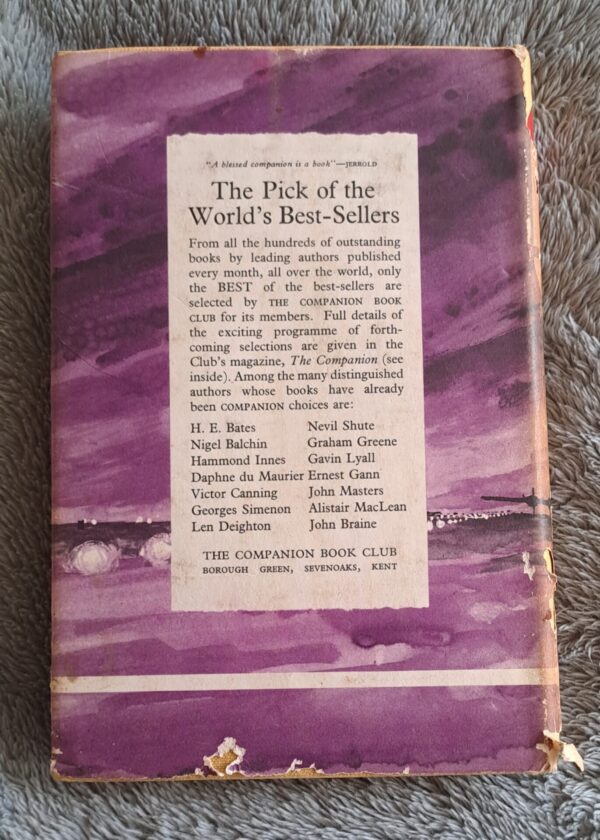 "A blessed companion is a book"—JERROLD
The Pick of the
World's Best-Sellers
From all the hundreds of outstanding
books by leading authors published
every month, all over the world, only
the BEST of the best-sellers are
selected by THE COMPANION BOOK
CLUB for its members. Full details of
the exciting programme of forth-
coming selections are given in the
Club's magazine, The Companion (see
inside). Among the many distinguished
authors whose books have already
been COMPANION choices are:
H. E. Bates Nevil Shute
Nigel Balchin Graham Greene
Hammond Innes Gavin Lyall
Daphne du Maurier Ernest Gann
Victor Canning John Masters
Georges Simenon Alistair MacLean
Len Deighton John Braine
THE COMPANION BOOK CLUB
BOROUGH GREEN, SEVENOAKS, KENT